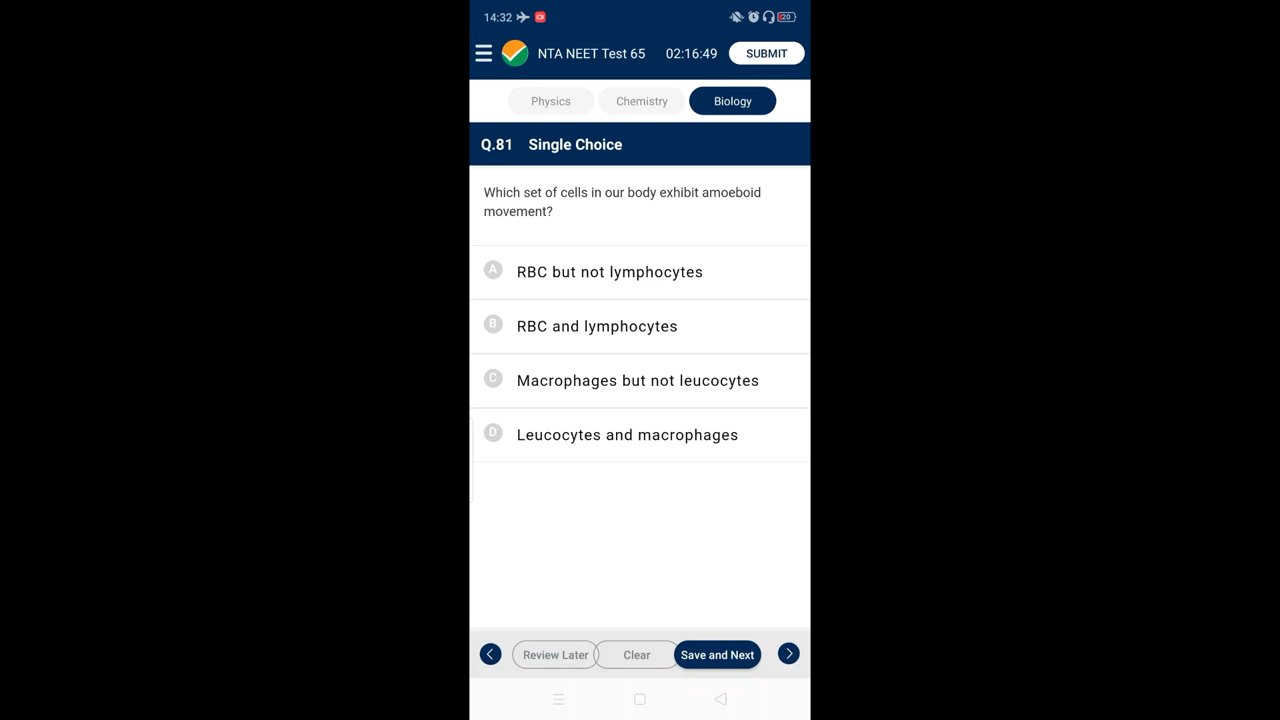 14:32
20
NTA NEET Test 65 02:16:49 SUBMIT
Physics Chemistry Biology
Q.81 Single Choice
Which set of cells in our body exhibit amoeboid
movement?
A RBC but not lymphocytes
B RBC and lymphocytes
C Macrophages but not leucocytes
D Leucocytes and macrophages
Review Later Clear Save and Next